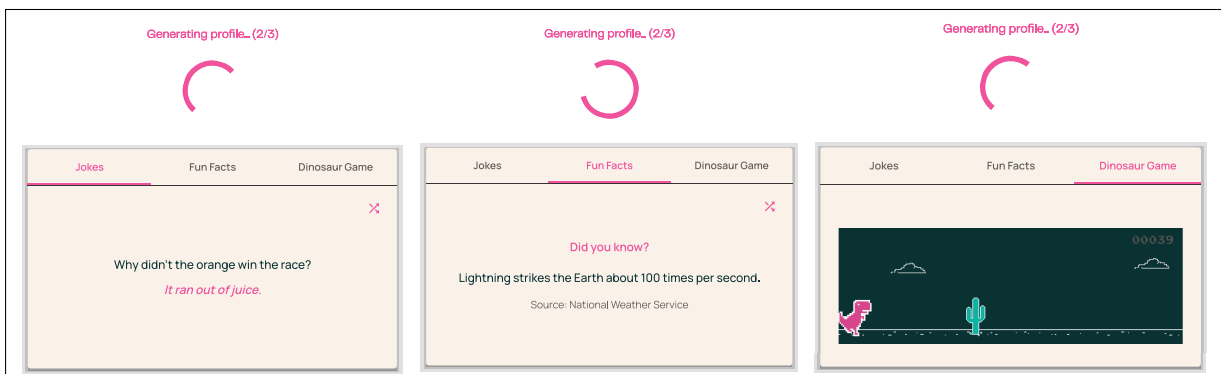 Generating profile... (2/3)
Jokes Fun Facts Dinosaur Game
Why didn't the orange win the race?
It ran out of juice.
Generating profile... (2/3)
Jokes Fun Facts Dinosaur Game
Did you know?
Lightning strikes the Earth about 100 times per second.
Source: National Weather Service
Generating profile... (2/3)
Jokes Fun Facts Dinosaur Game
00039